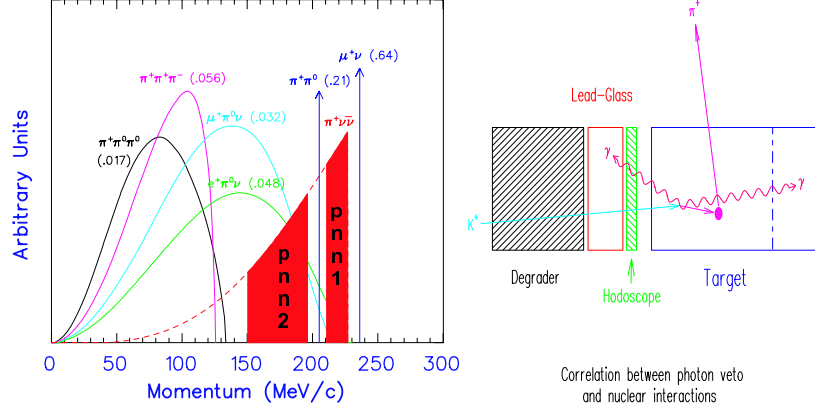 μ⁺ν (.64)
π⁺π⁺π⁻ (.056)
π⁺π⁰ (.21)
μ⁺π⁰ν (.032)
π⁺νν̅
π⁺π⁰π⁰
(.017)
e⁺π⁰ν (.048)
pnn2
pnn1
Arbitrary Units
0 50 100 150 200 250 300
Momentum (MeV/c)
π⁺
Lead-Glass
γ
γ
K⁺
Degrader
Target
Hodoscope
Correlation between photon veto
and nuclear interactions